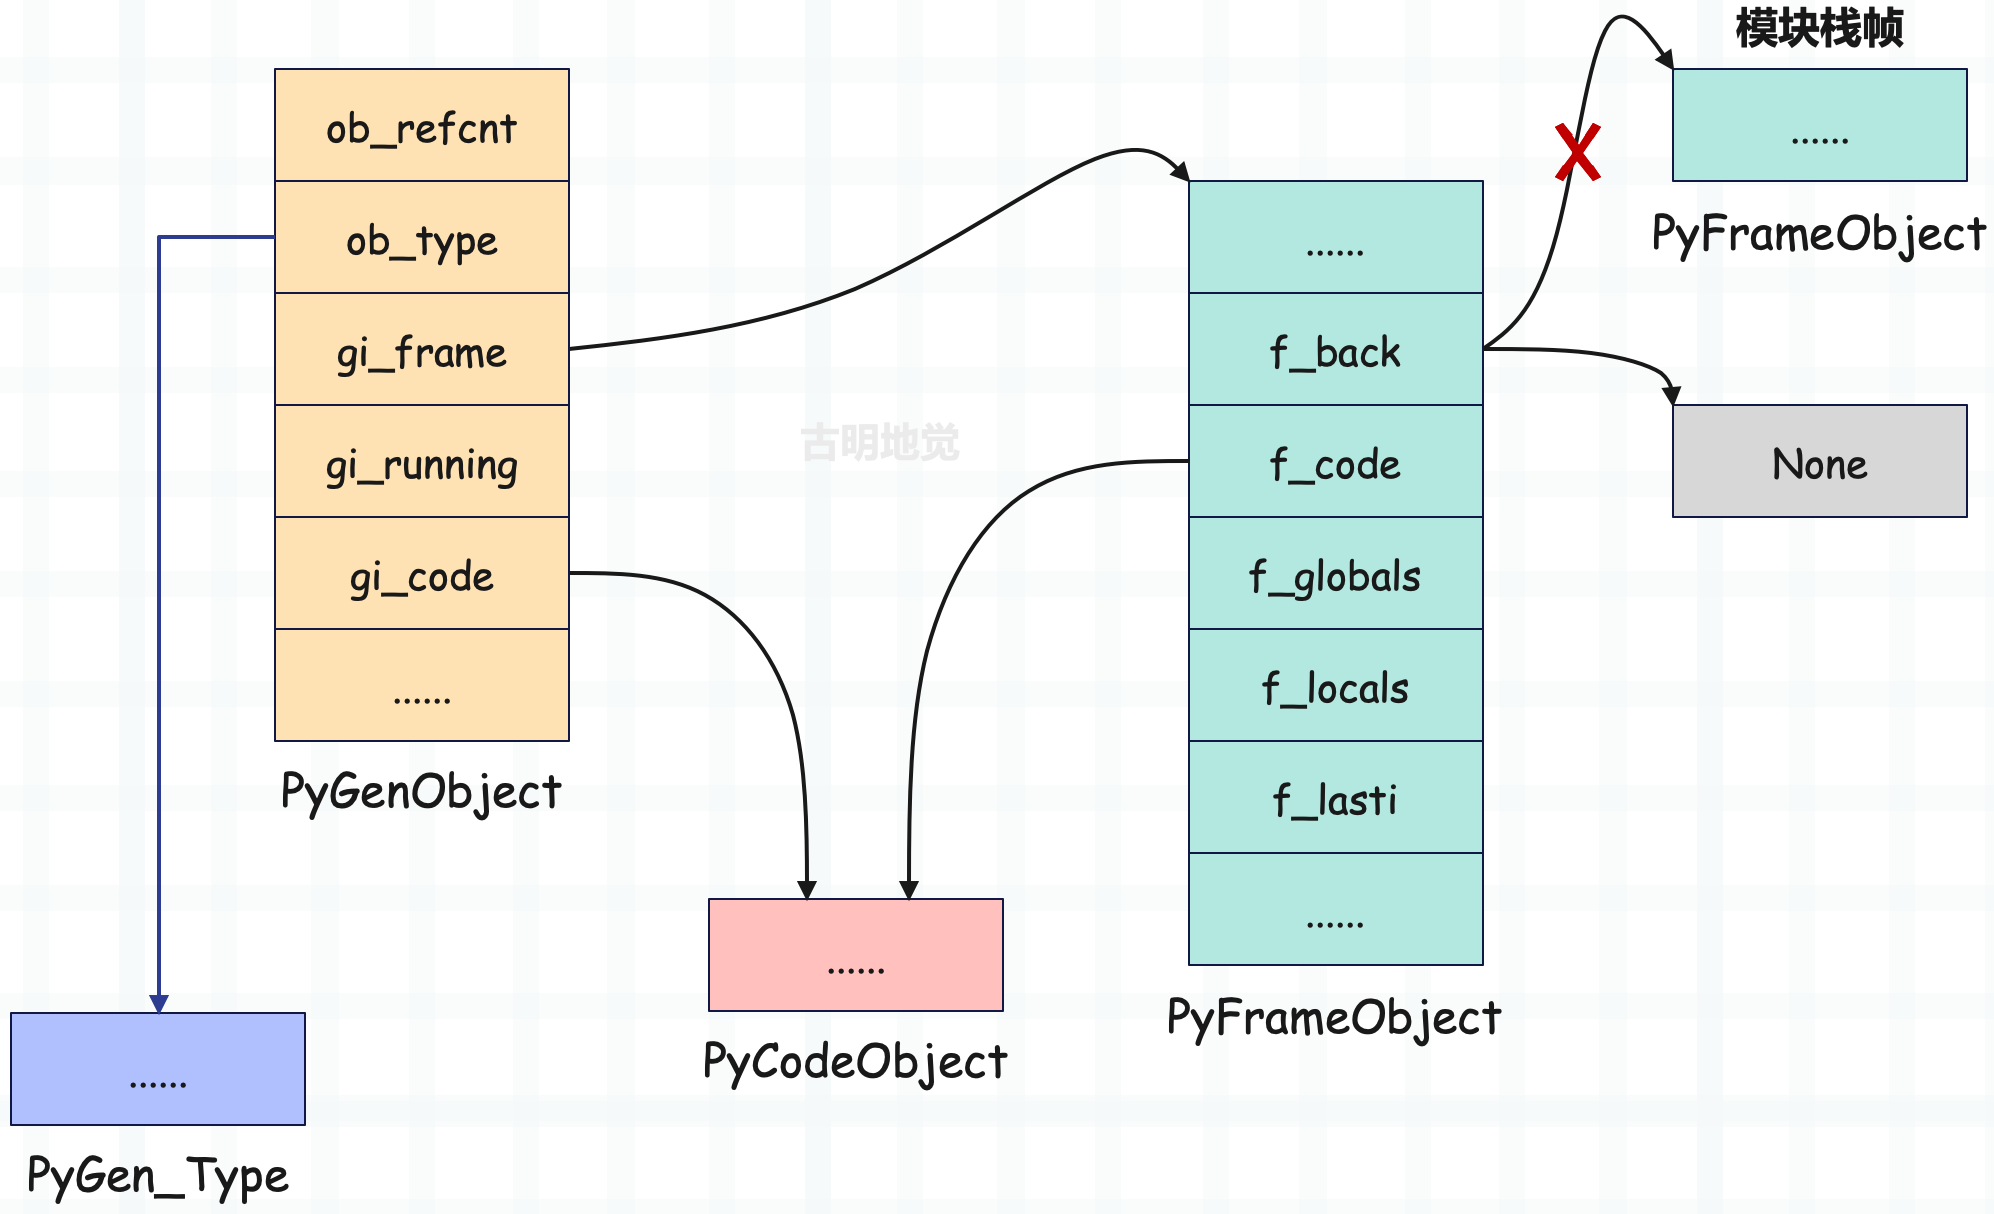 ob_refcnt
ob_type
gi_frame
gi_running
gi_code
......
PyGenObject
......
PyGen_Type
......
PyCodeObject
古明地觉
......
f_back
f_code
f_globals
f_locals
f_lasti
......
PyFrameObject
模块栈帧
......
PyFrameObject
None